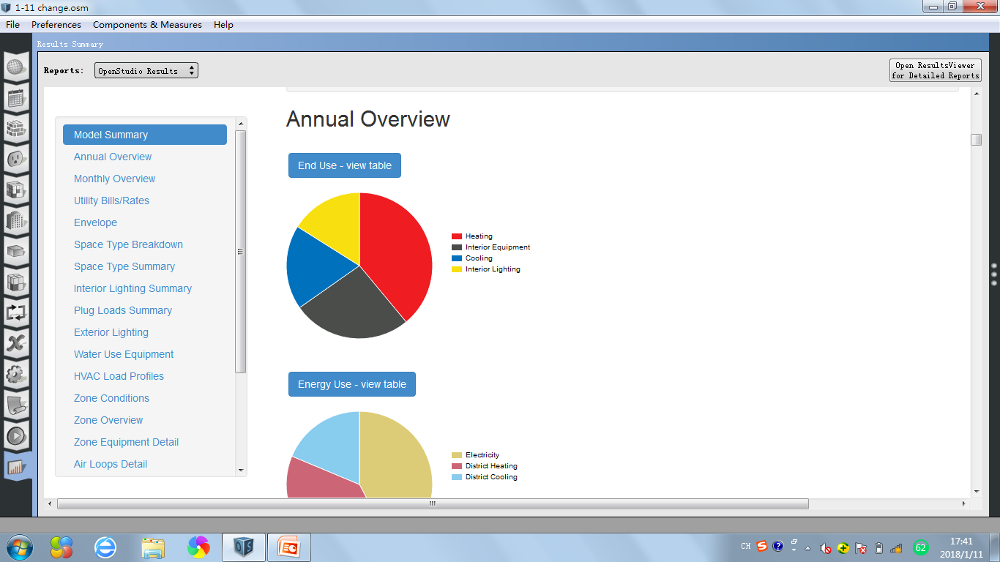 1-11 change.osm
File Preferences Components & Measures Help
Results Summary
Reports: OpenStudio Results
Open ResultsViewer
for Detailed Reports
Model Summary
Annual Overview
Monthly Overview
Utility Bills/Rates
Envelope
Space Type Breakdown
Space Type Summary
Interior Lighting Summary
Plug Loads Summary
Exterior Lighting
Water Use Equipment
HVAC Load Profiles
Zone Conditions
Zone Overview
Zone Equipment Detail
Air Loops Detail
Annual Overview
End Use - view table
Heating
Interior Equipment
Cooling
Interior Lighting
Energy Use - view table
Electricity
District Heating
District Cooling
CH
62
17:41
2018/1/11